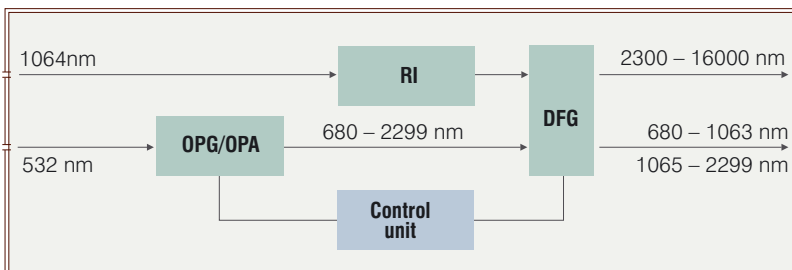 1064nm
RI
2300 – 16000 nm
DFG
532 nm
OPG/OPA
680 – 2299 nm
680 – 1063 nm
1065 – 2299 nm
Control
unit